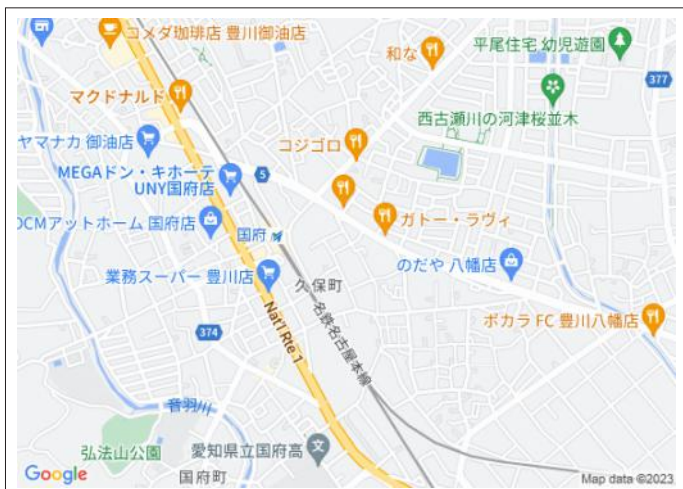 コメダ珈琲店 豊川御油店
和な
平尾住宅 幼児遊園
377
マクドナルド
西古瀬川の河津桜並木
ヤマナカ 御油店
コジゴロ
MEGAドン・キホーテ
UNY国府店
5
DCMアットホーム 国府店
ガトー・ラヴィ
国府
のだや 八幡店
業務スーパー 豊川店
久保町
Nat'l Rte 1
名鉄名古屋本線
ポカラ FC 豊川八幡店
374
音羽川
弘法山公園
愛知県立国府高
文
国府町
Google
Map data ©2023